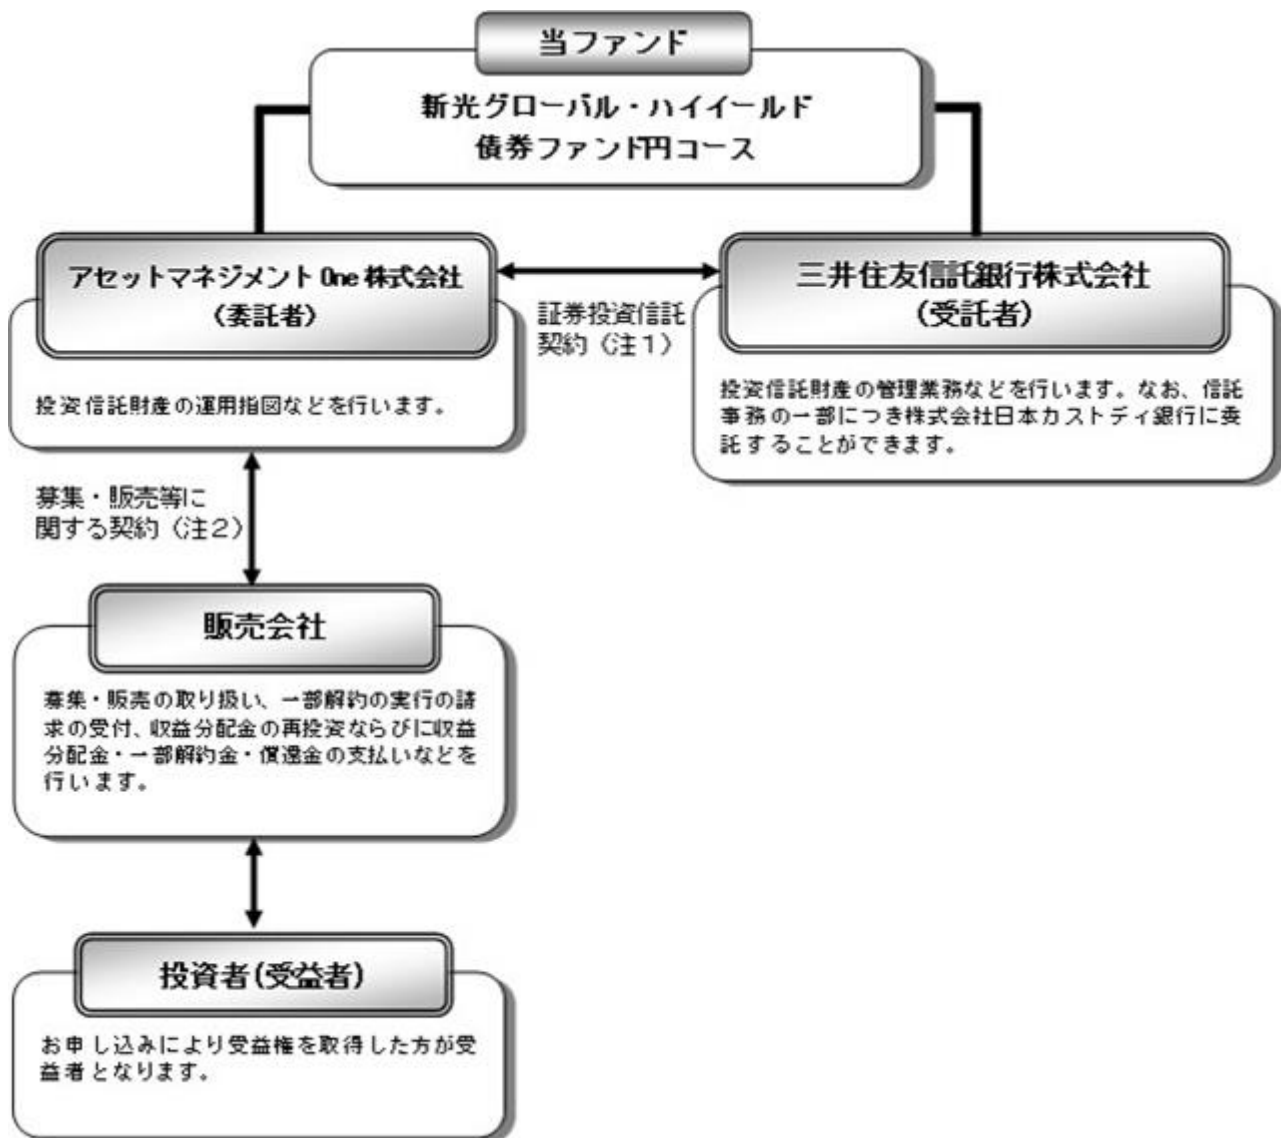 当ファンド
新光グローバル・ハイイールド
債券ファンド円コース
アセットマネジメントOne株式会社
（委託者）
投資信託財産の運用指図などを行います。
証券投資信託
契約（注１）
三井住友信託銀行株式会社
（受託者）
投資信託財産の管理業務などを行います。なお、信託
事務の一部につき株式会社日本カストディ銀行に委
託することができます。
募集・販売等に
関する契約（注２）
販売会社
募集・販売の取り扱い、一部解約の実行の請
求の受付、収益分配金の再投資ならびに収益
分配金・一部解約金・償還金の支払いなどを
行います。
投資者(受益者)
お申し込みにより受益権を取得した方が受
益者となります。